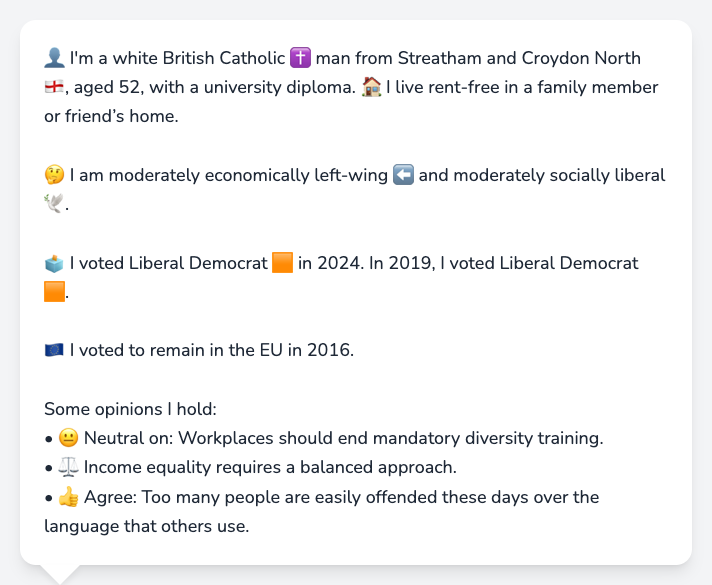 👤 I'm a white British Catholic ✝️ man from Streatham and Croydon North
🏴󠁧󠁢󠁥󠁮󠁧󠁿, aged 52, with a university diploma. 🏠 I live rent-free in a family member
or friend’s home.
🤔 I am moderately economically left-wing ⬅️ and moderately socially liberal
🕊️.
🗳️ I voted Liberal Democrat 🟧 in 2024. In 2019, I voted Liberal Democrat
🟧.
🇪🇺 I voted to remain in the EU in 2016.
Some opinions I hold:
• 😐 Neutral on: Workplaces should end mandatory diversity training.
• ⚖️ Income equality requires a balanced approach.
• 👍 Agree: Too many people are easily offended these days over the
language that others use.